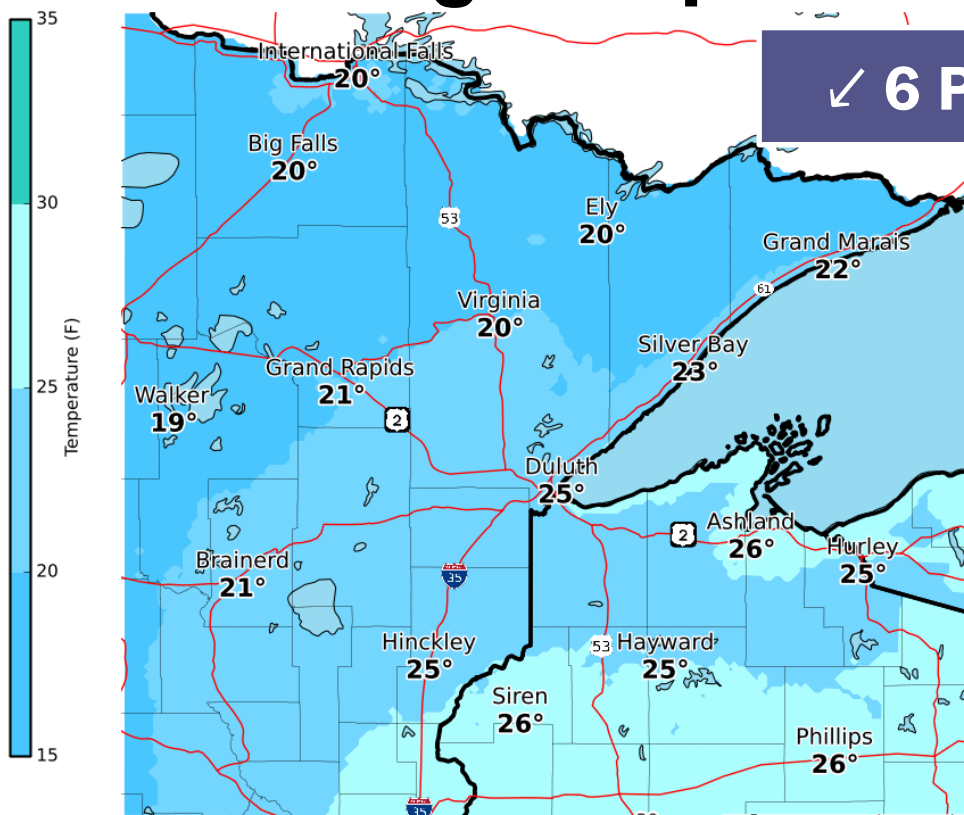 6 P
35
30
25
20
15
Temperature (F)
International Falls
20°
Big Falls
20°
53
Ely
20°
Grand Marais
22°
61
Virginia
20°
Silver Bay
23°
Grand Rapids
21°
Walker
19°
2
Duluth
25°
2
Ashland
26°
Hurley
25°
Brainerd
21°
35
Hinckley
25°
53
Hayward
25°
Siren
26°
Phillips
26°
35